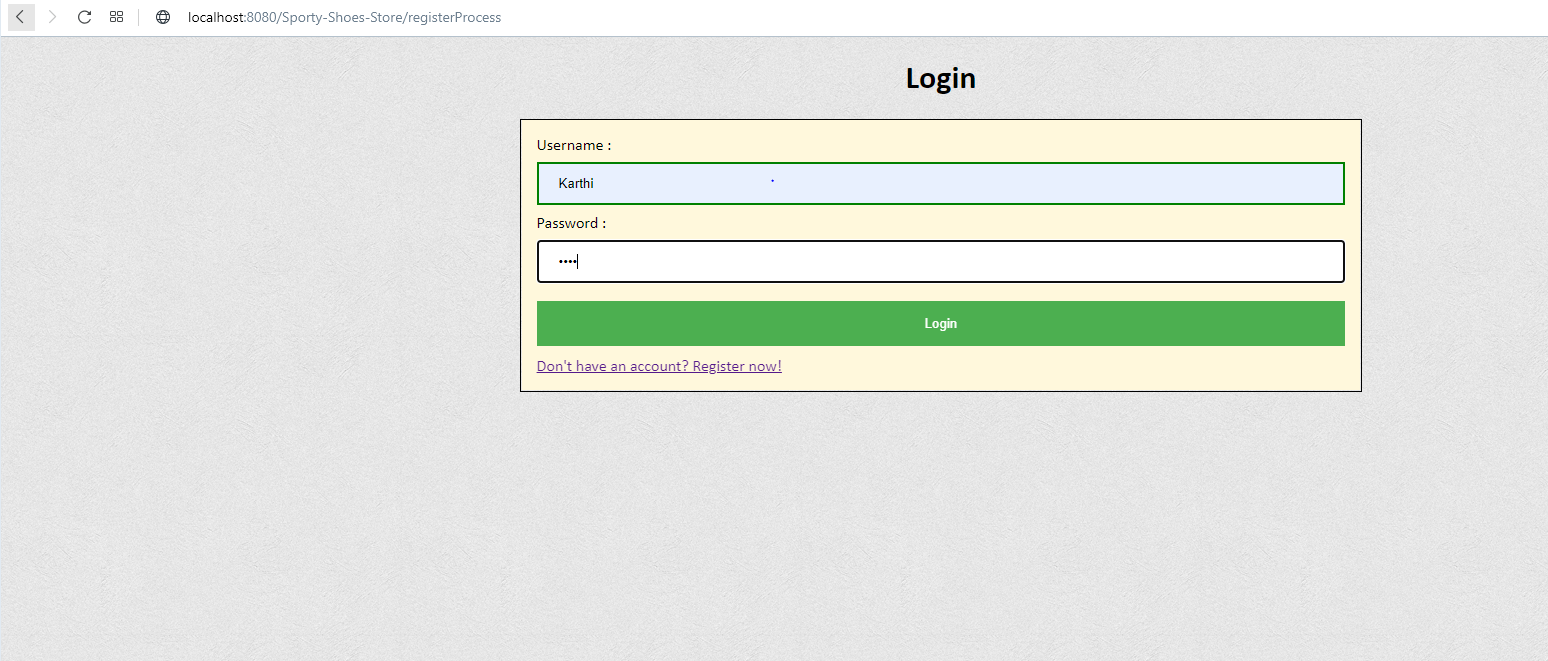 localhost:8080/Sporty-Shoes-Store/registerProcess
Login
Username :
Karthi
Password :
••••
Login
Don't have an account? Register now!